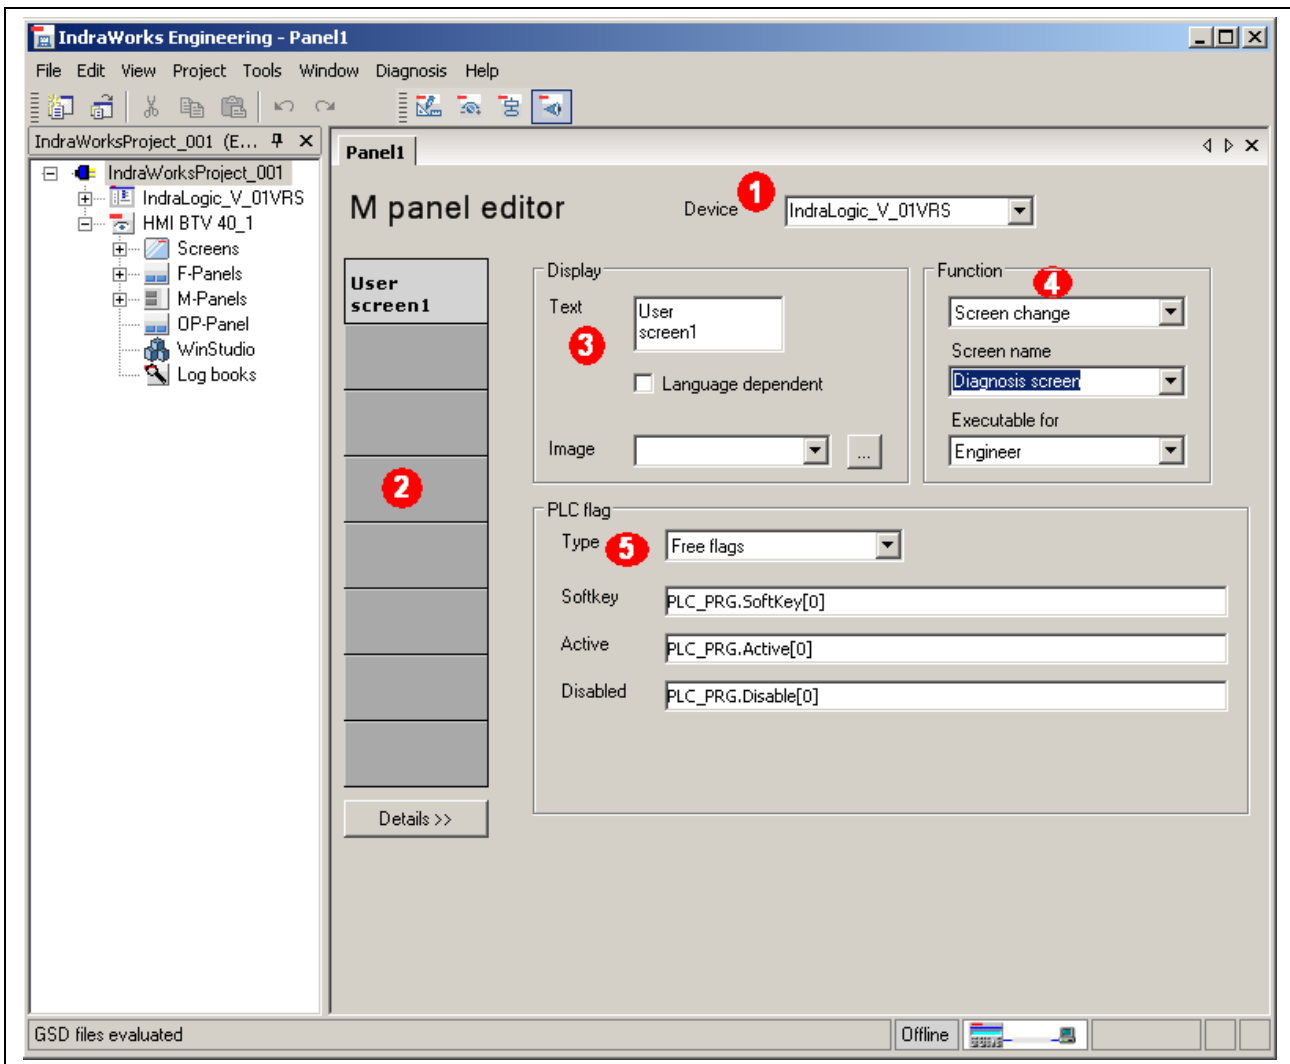 IndraWorks Engineering - Panel1
File Edit View Project Tools Window Diagnosis Help
IndraWorksProject_001 (E...
IndraWorksProject_001
IndraLogic_V_01VRS
HMI BTV 40_1
Screens
F-Panels
M-Panels
OP-Panel
WinStudio
Log books
Panel1
M panel editor
Device
1
IndraLogic_V_01VRS
User
screen1
2
Details >>
Display
Text
User
screen1
3
Language dependent
Image
...
Function
4
Screen change
Screen name
Diagnosis screen
Executable for
Engineer
PLC flag
Type
5
Free flags
Softkey
PLC_PRG.SoftKey[0]
Active
PLC_PRG.Active[0]
Disabled
PLC_PRG.Disable[0]
GSD files evaluated
Offline